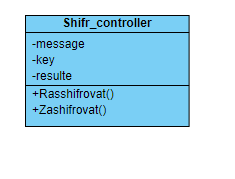 Shifr_controller
-message
-key
-resulte
+Rasshifrovat()
+Zashifrovat()